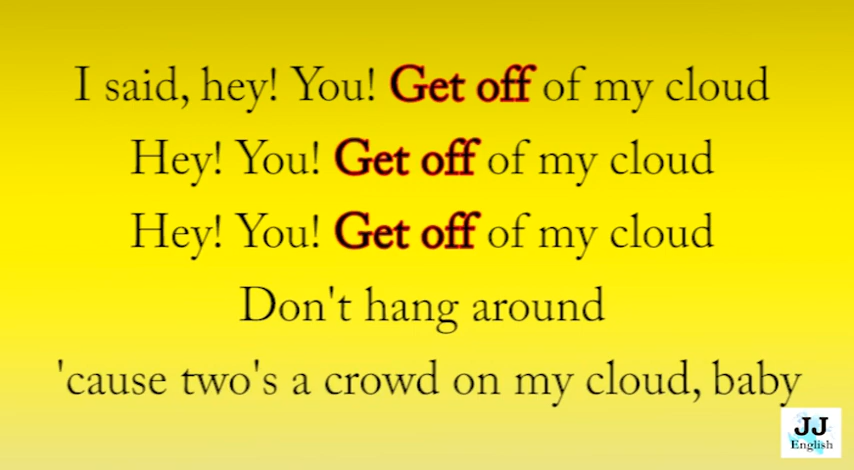 I said, hey! You! Get off of my cloud
Hey! You! Get off of my cloud
Hey! You! Get off of my cloud
Don't hang around
'cause two's a crowd on my cloud, baby
JJ
English